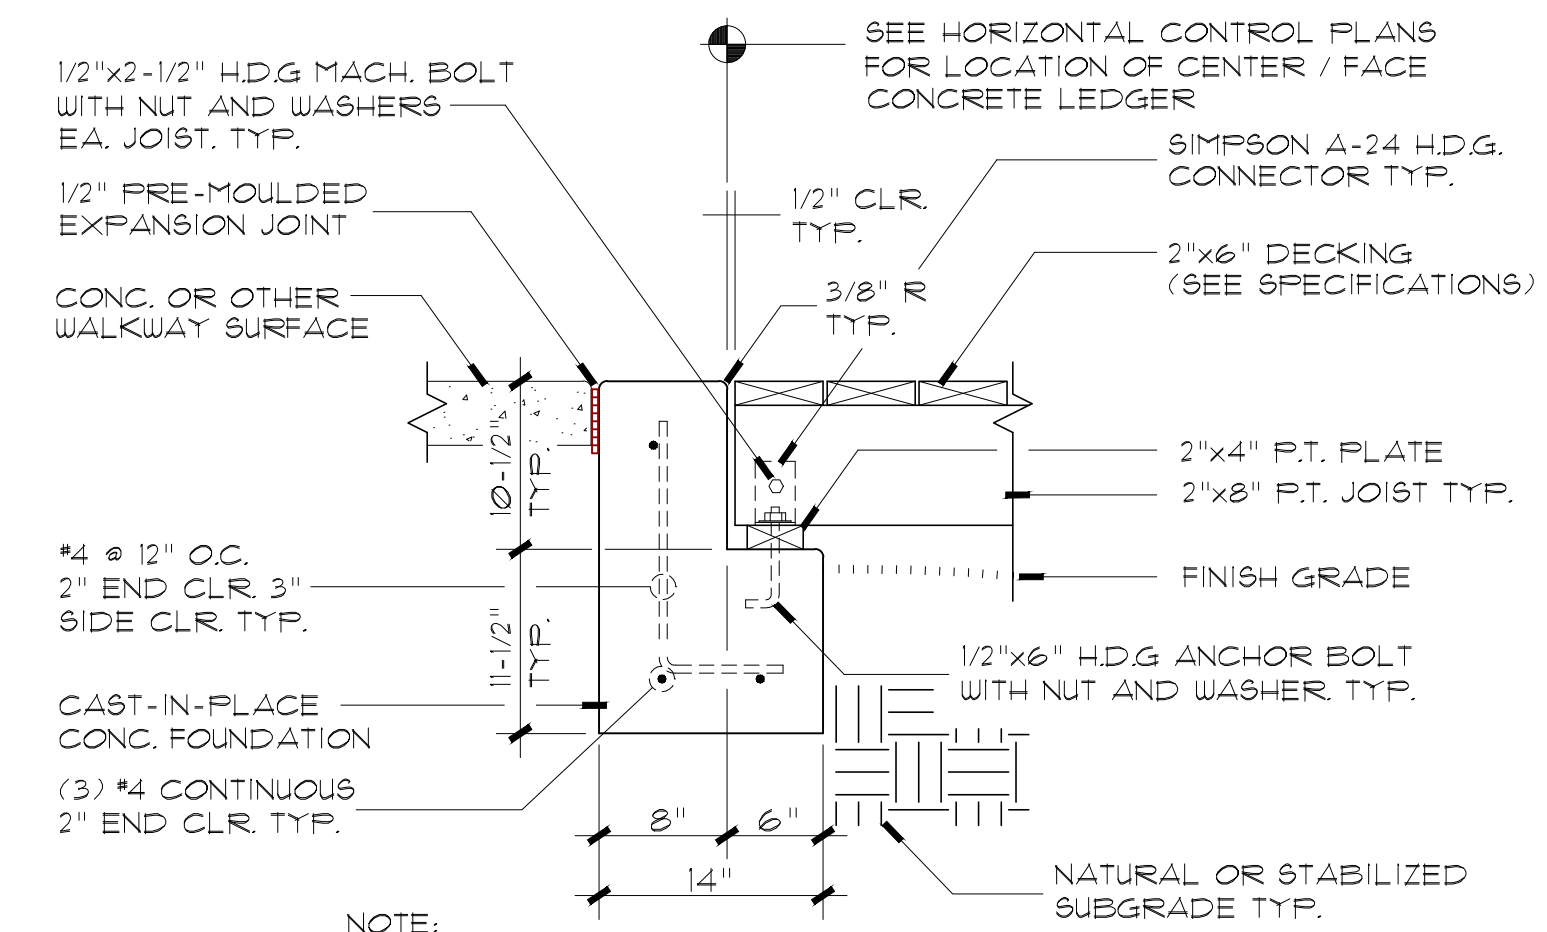 SEE HORIZONTAL CONTROL PLANS
FOR LOCATION OF CENTER / FACE
CONCRETE LEDGER
1/2"x2-1/2" H.D.G MACH. BOLT
WITH NUT AND WASHERS
EA. JOIST. TYP.
SIMPSON A-24 H.D.G.
CONNECTOR TYP.
1/2" PRE-MOULDED
EXPANSION JOINT
1/2" CLR.
TYP.
2"x6" DECKING
(SEE SPECIFICATIONS)
CONC. OR OTHER
WALKWAY SURFACE
3/8" R
TYP.
10-1/2"
TYP.
2"x4" P.T. PLATE
2"x8" P.T. JOIST TYP.
#4 @ 12" O.C.
2" END CLR. 3"
SIDE CLR. TYP.
FINISH GRADE
11-1/2"
TYP.
1/2"x6" H.D.G ANCHOR BOLT
WITH NUT AND WASHER. TYP.
CAST-IN-PLACE
CONC. FOUNDATION
(3) #4 CONTINUOUS
2" END CLR. TYP.
8"
6"
14"
NATURAL OR STABILIZED
SUBGRADE TYP.
NOTE: